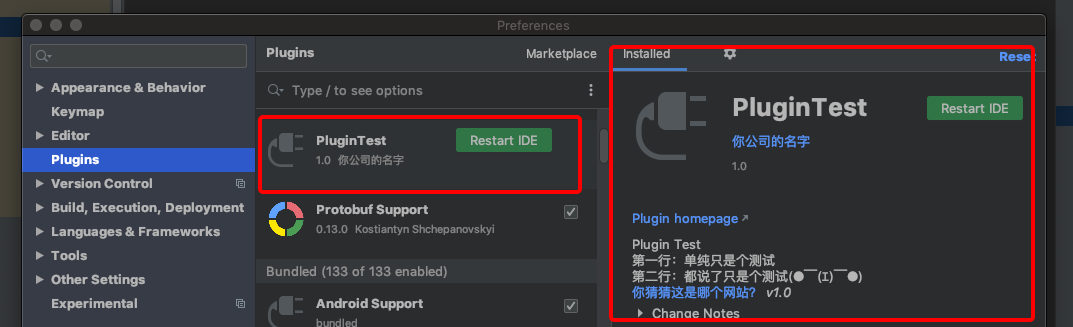 Preferences
Appearance & Behavior
Keymap
Editor
Plugins
Version Control
Build, Execution, Deployment
Languages & Frameworks
Tools
Other Settings
Experimental
Plugins
Marketplace
Installed
Reset
Type / to see options
PluginTest
Restart IDE
1.0 你公司的名字
Protobuf Support
0.13.0 Kostiantyn Shchepanovskyi
Bundled (133 of 133 enabled)
Android Support
bundled
PluginTest
Restart IDE
你公司的名字
1.0
Plugin homepage ↗
Plugin Test
第一行：单纯只是个测试
第二行：都说了只是个测试(●￣(ｴ)￣●)
你猜猜这是哪个网站? v1.0
Change Notes